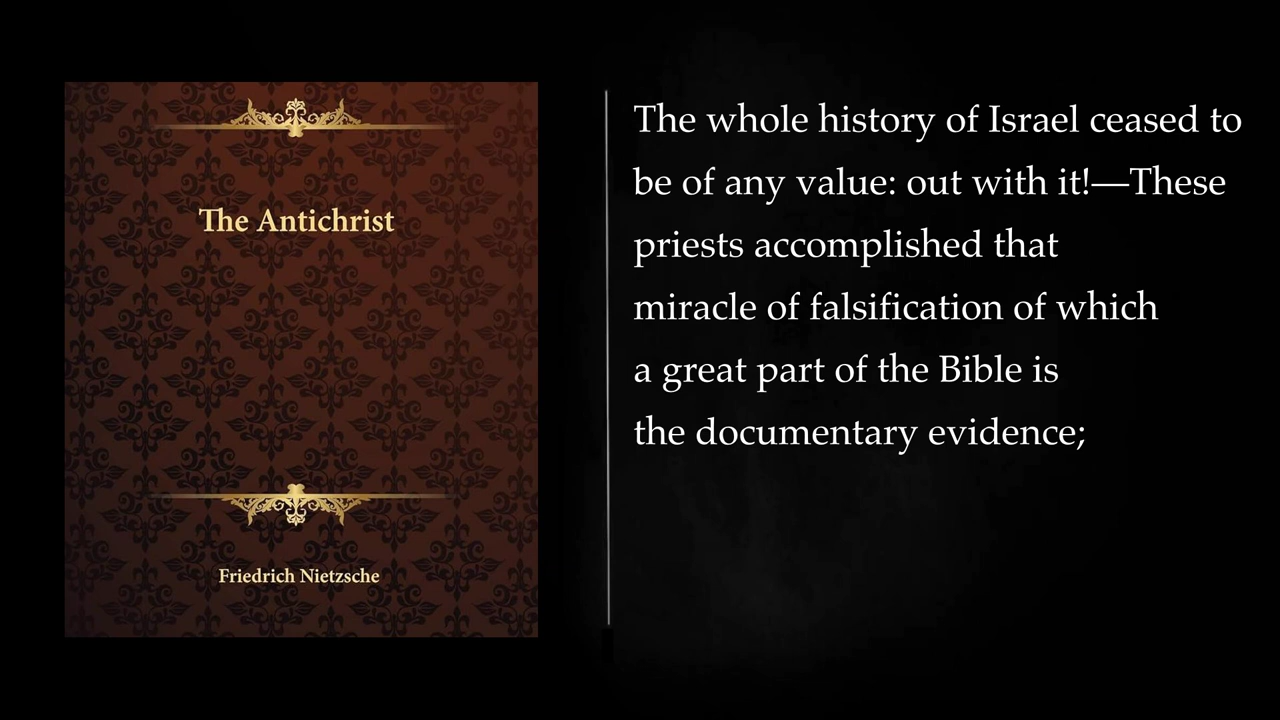 The Antichrist
Friedrich Nietzsche
The whole history of Israel ceased to
be of any value: out with it!—These
priests accomplished that
miracle of falsification of which
a great part of the Bible is
the documentary evidence;